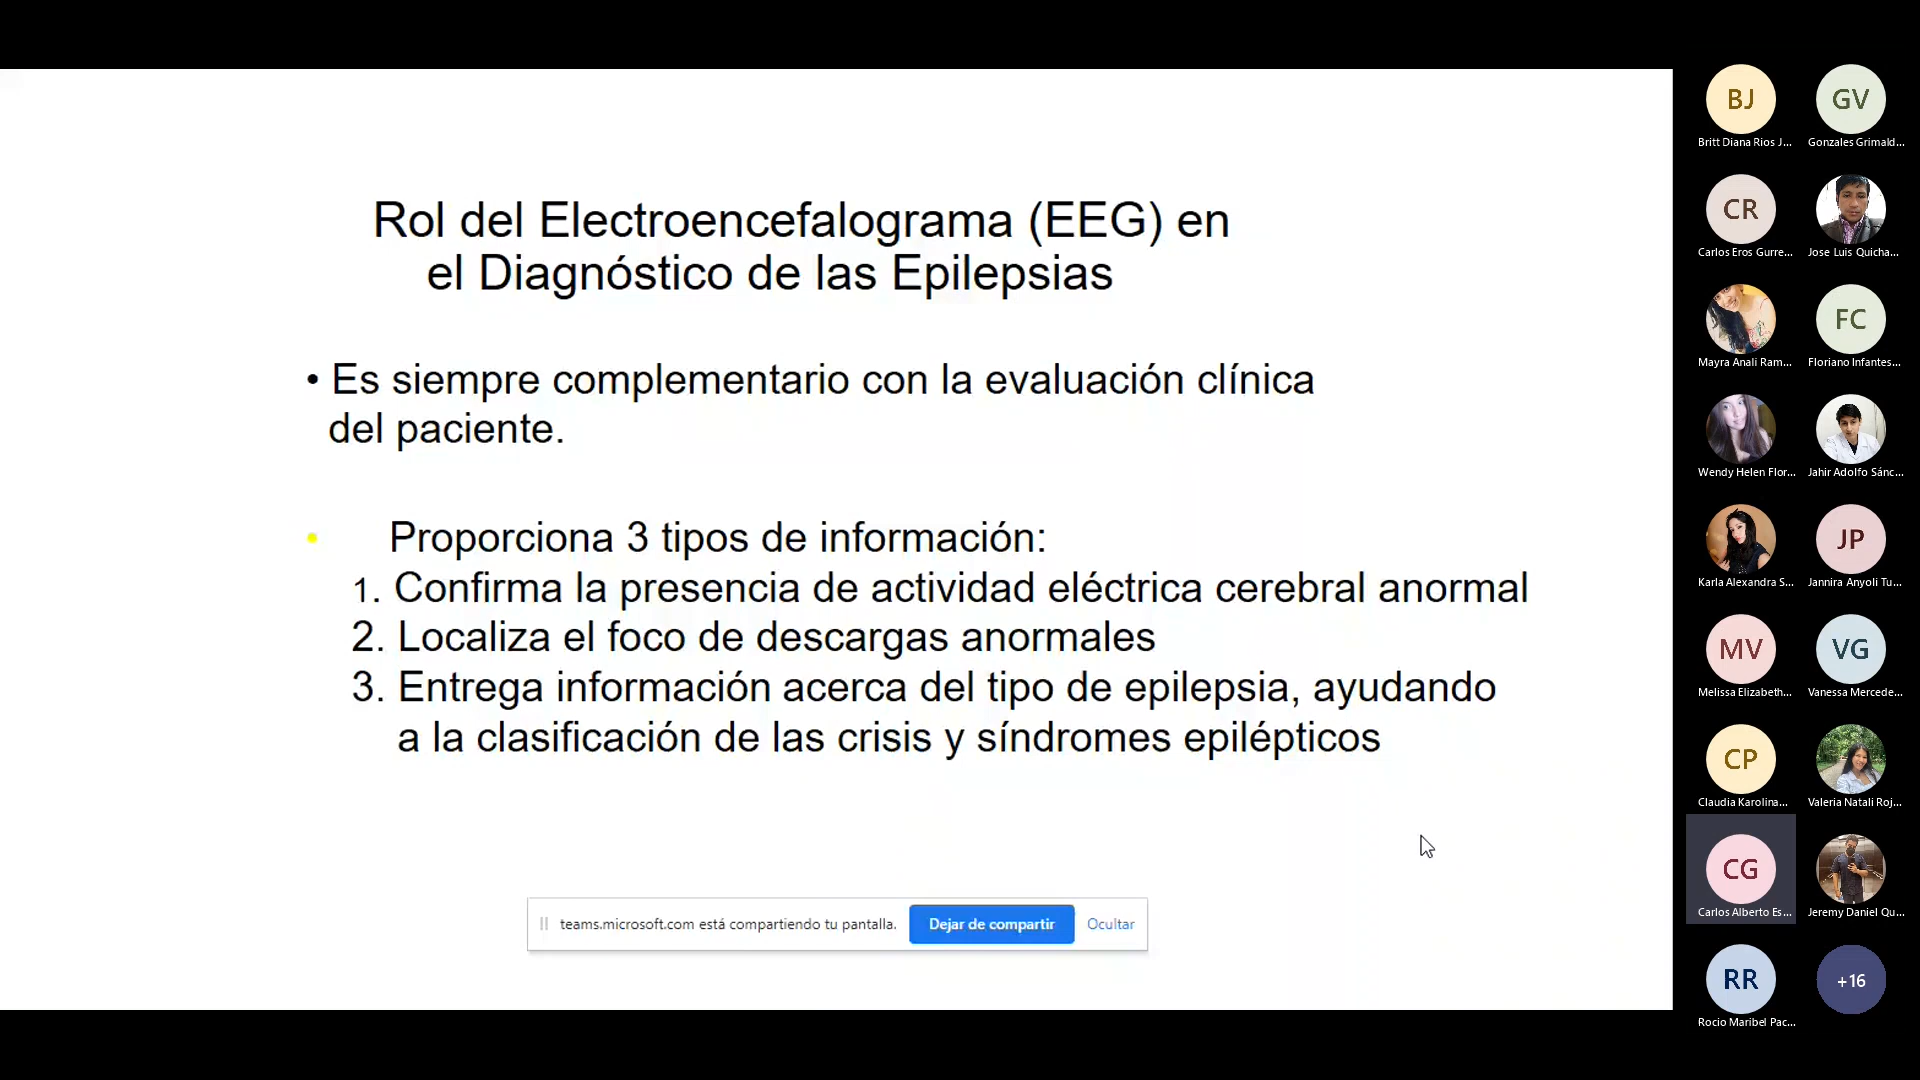 Rol del Electroencefalograma (EEG) en
el Diagnóstico de las Epilepsias
• Es siempre complementario con la evaluación clínica
del paciente.
• Proporciona 3 tipos de información:
1. Confirma la presencia de actividad eléctrica cerebral anormal
2. Localiza el foco de descargas anormales
3. Entrega información acerca del tipo de epilepsia, ayudando
a la clasificación de las crisis y síndromes epilépticos
teams.microsoft.com está compartiendo tu pantalla. Dejar de compartir Ocultar
BJ GV
Britt Diana Rios J... Gonzales Grimald...
CR
Carlos Eros Gurre... Jose Luis Quicha...
FC
Mayra Anali Ram... Floriano Infantes...
Wendy Helen Flor... Jahir Adolfo Sánc...
JP
Karla Alexandra S... Jannira Anyoli Tu...
MV VG
Melissa Elizabeth... Vanessa Mercede...
CP
Claudia Karolina... Valeria Natali Roj...
CG
Carlos Alberto Es... Jeremy Daniel Qu...
RR +16
Rocio Maribel Pac...